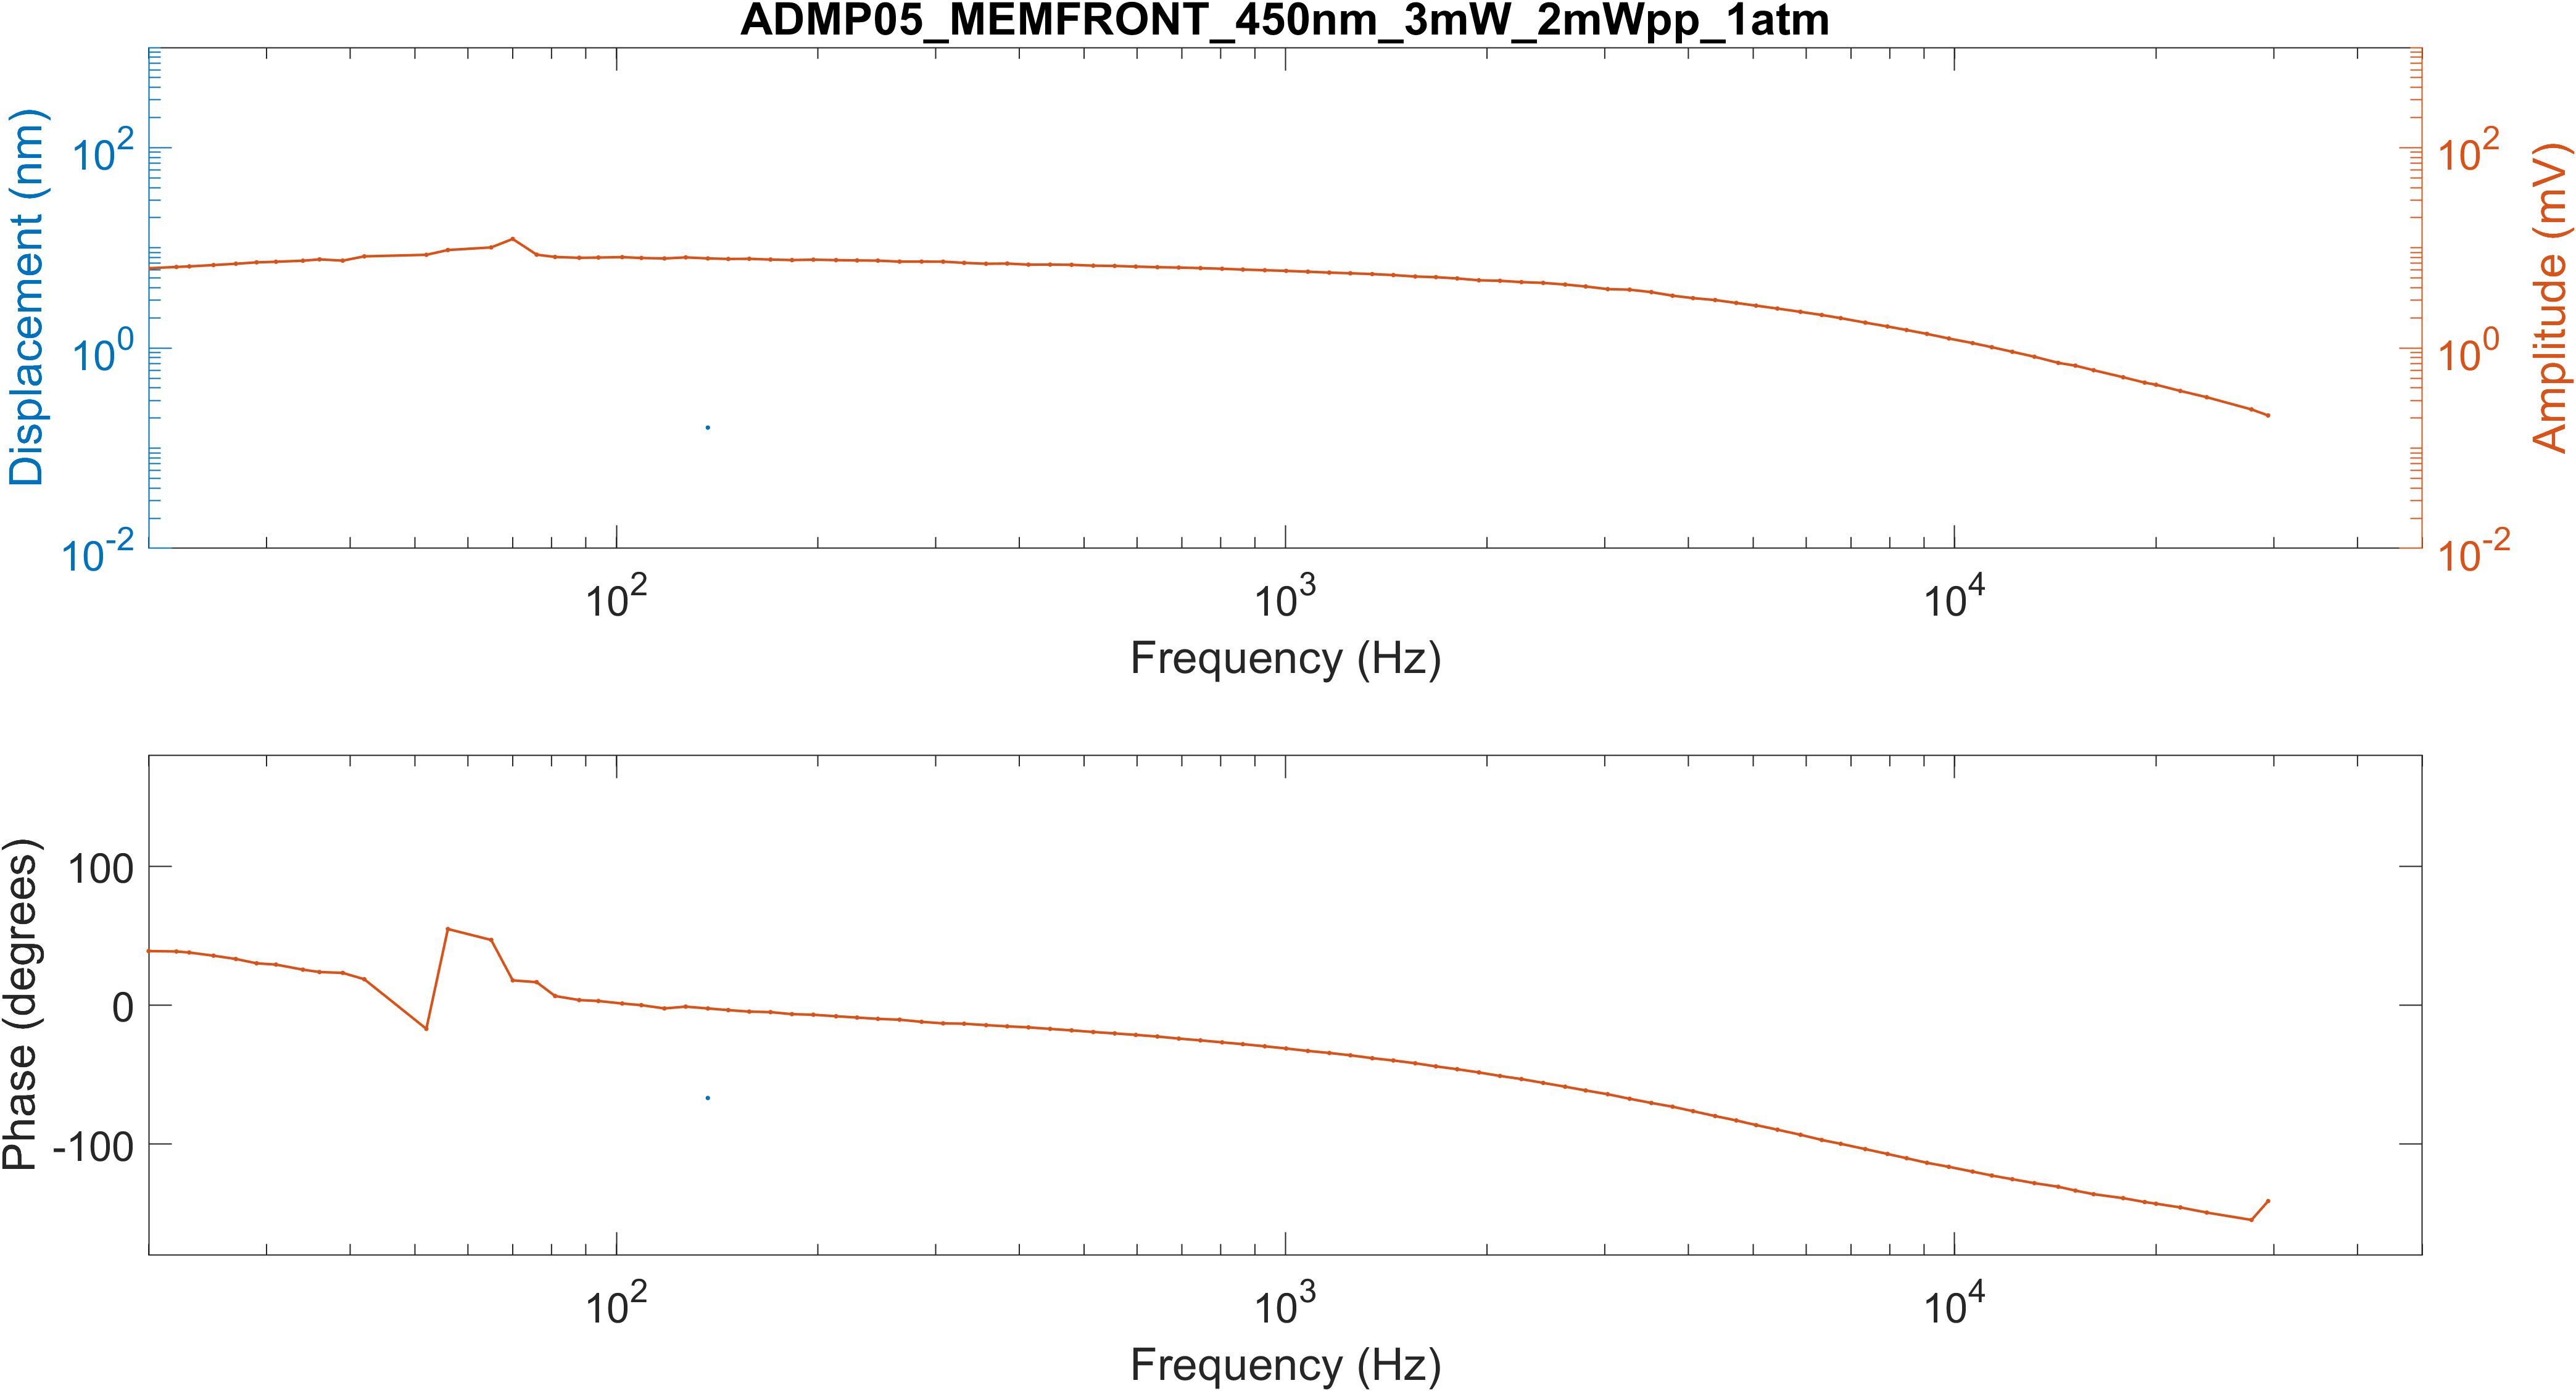 ADMP05_MEMFRONT_450nm_3mW_2mWpp_1atm
Displacement (nm)
10^2
10^0
10^-2
Amplitude (mV)
10^2
10^0
10^-2
10^2 10^3 10^4
Frequency (Hz)
Phase (degrees)
100
0
-100
10^2 10^3 10^4
Frequency (Hz)